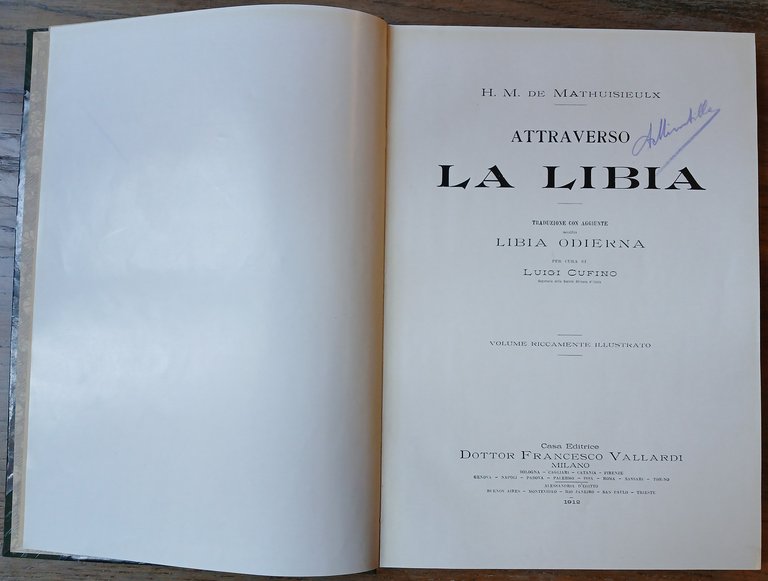 H. M. DE MATHUISIEULX
ATTRAVERSO
LA LIBIA
TRADUZIONE CON AGGIUNTE
LIBIA ODIERNA
PER CURA DI
LUIGI CUFINO
VOLUME RICCAMENTE ILLUSTRATO
Casa Editrice
DOTTOR FRANCESCO VALLARDI
MILANO
BOLOGNA – CAGLIARI – CATANIA – FIRENZE
GENOVA – NAPOLI – PADOVA – PALERMO – PISA – ROMA – SASSARI – TORINO
ALESSANDRIA D'EGITTO
BUENOS AIRES – MONTEVIDEO – RIO JANEIRO – SAN PAULO – TRIESTE
1912